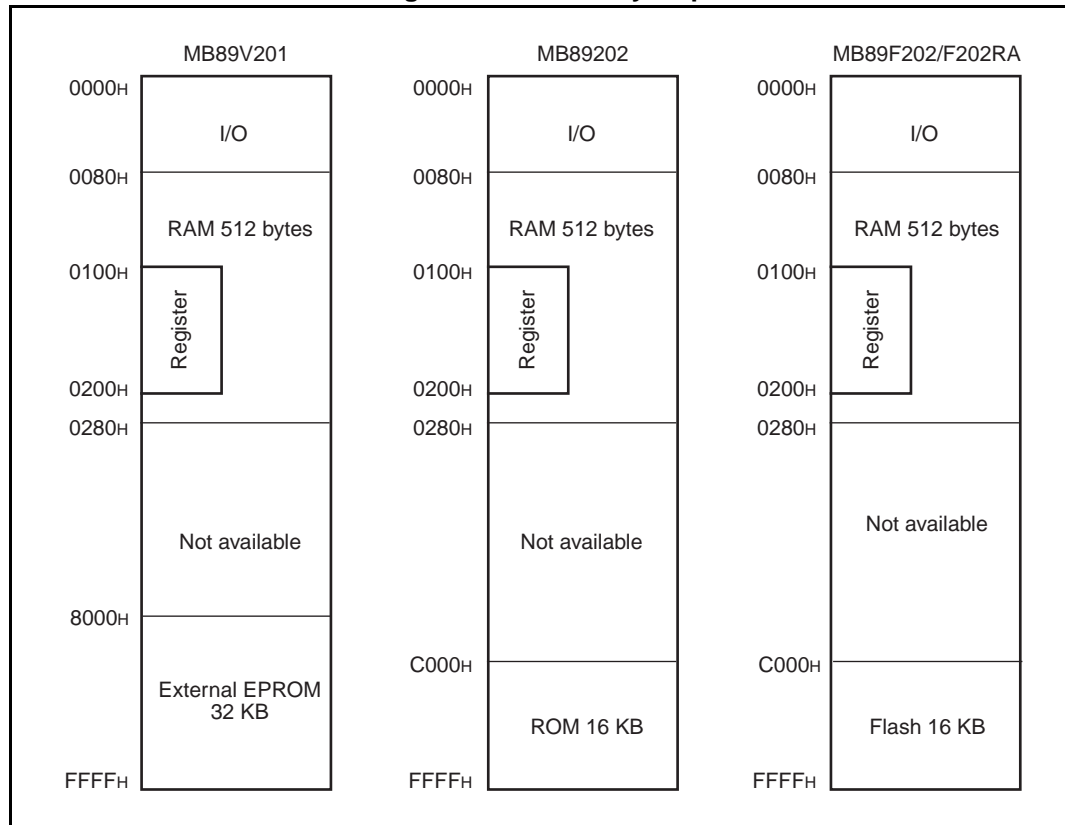 MB89V201
0000H
I/O
0080H
RAM 512 bytes
0100H
Register
0200H
0280H
Not available
8000H
External EPROM
32 KB
FFFFH
MB89202
0000H
I/O
0080H
RAM 512 bytes
0100H
Register
0200H
0280H
Not available
C000H
ROM 16 KB
FFFFH
MB89F202/F202RA
0000H
I/O
0080H
RAM 512 bytes
0100H
Register
0200H
0280H
Not available
C000H
Flash 16 KB
FFFFH